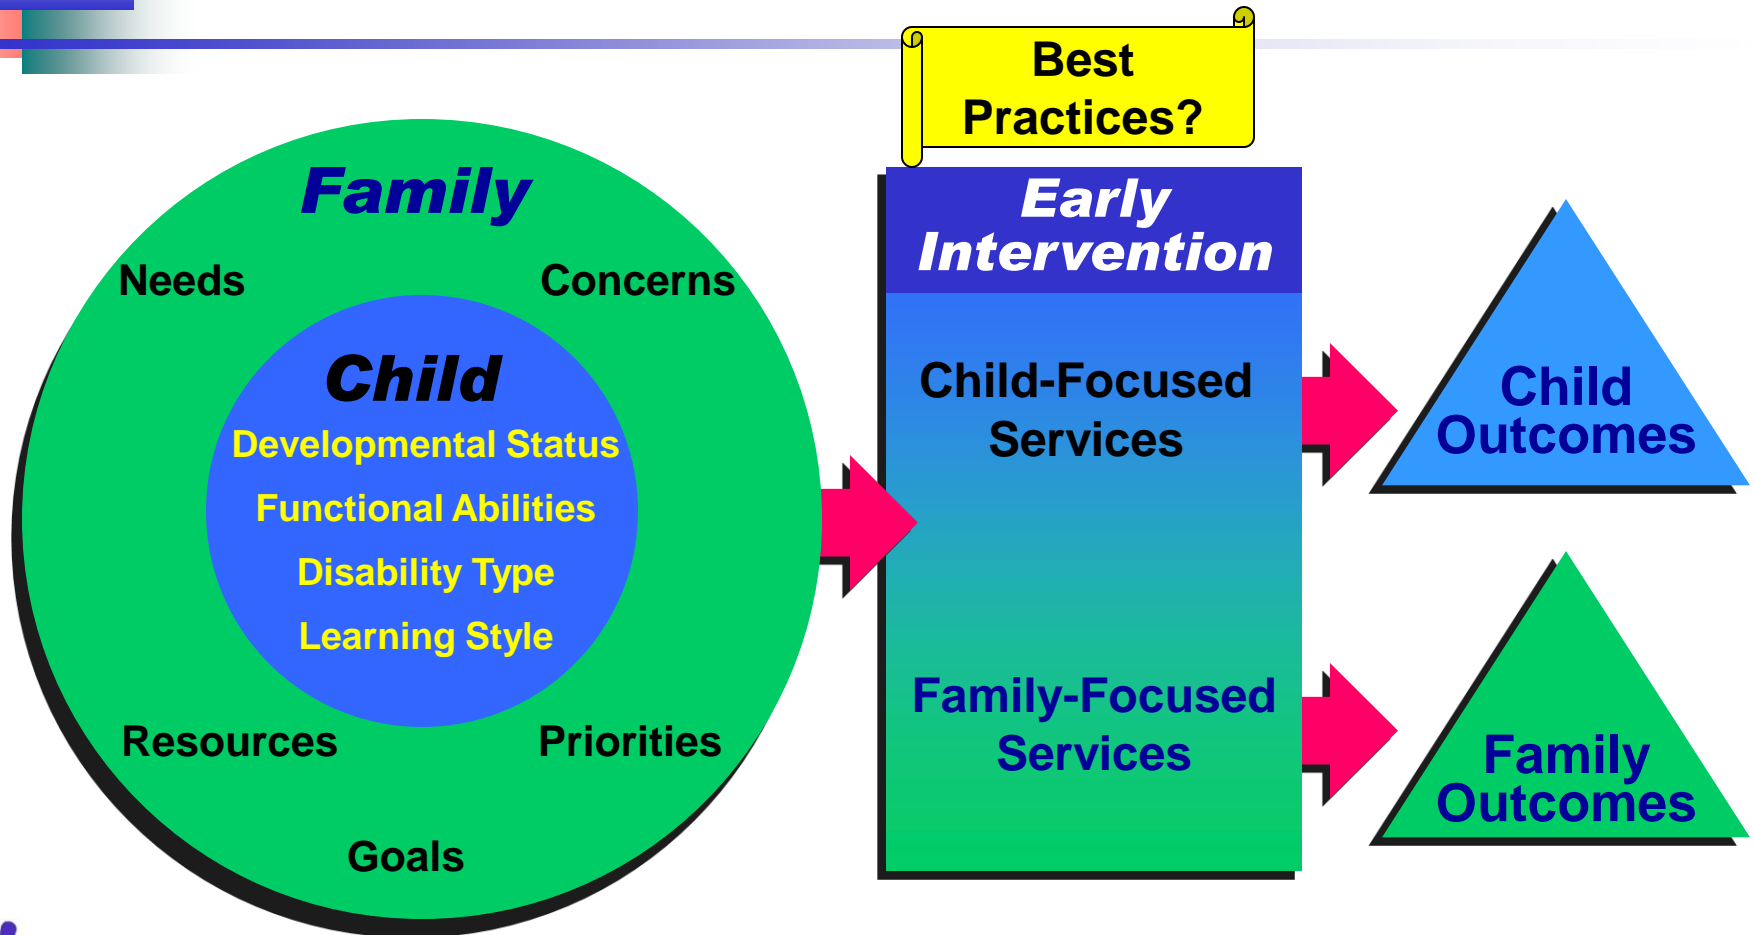 Best
Practices?
Family
Needs
Concerns
Child
Developmental Status
Functional Abilities
Disability Type
Learning Style
Resources
Priorities
Goals
Early
Intervention
Child-Focused
Services
Family-Focused
Services
Child
Outcomes
Family
Outcomes